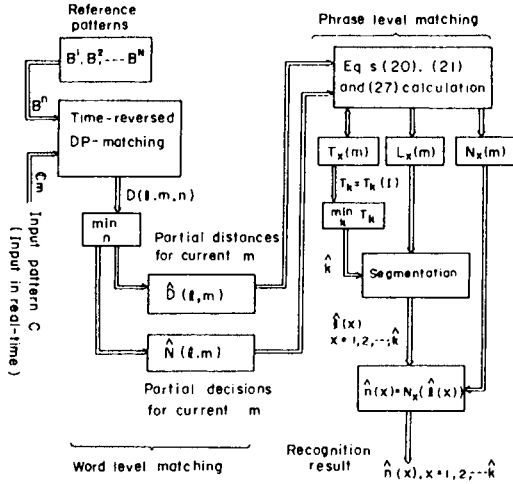 Reference
patterns
B¹, B², ---- Bᴺ
Bⁿ
Time-reversed
DP-matching
ℂm
Input pattern C
(Input in real-time)
D(ℓ,m,n)
min
n
Partial distances
for current m
D̂(ℓ,m)
N̂(ℓ.m)
Partial decisions
for current m
Word level matching
Phrase level matching
Eq s (20). (21)
and (27) calculation
Tx(m)
Lx(m)
Nx(m)
Tk = Tk(I)
min Tk
k
k̂
Segmentation
ℓ̂(x)
x = 1, 2, --, k̂
n̂(x) = Nx(ℓ̂(x))
Recognition
result
n̂(x), x = 1, 2, --- k̂